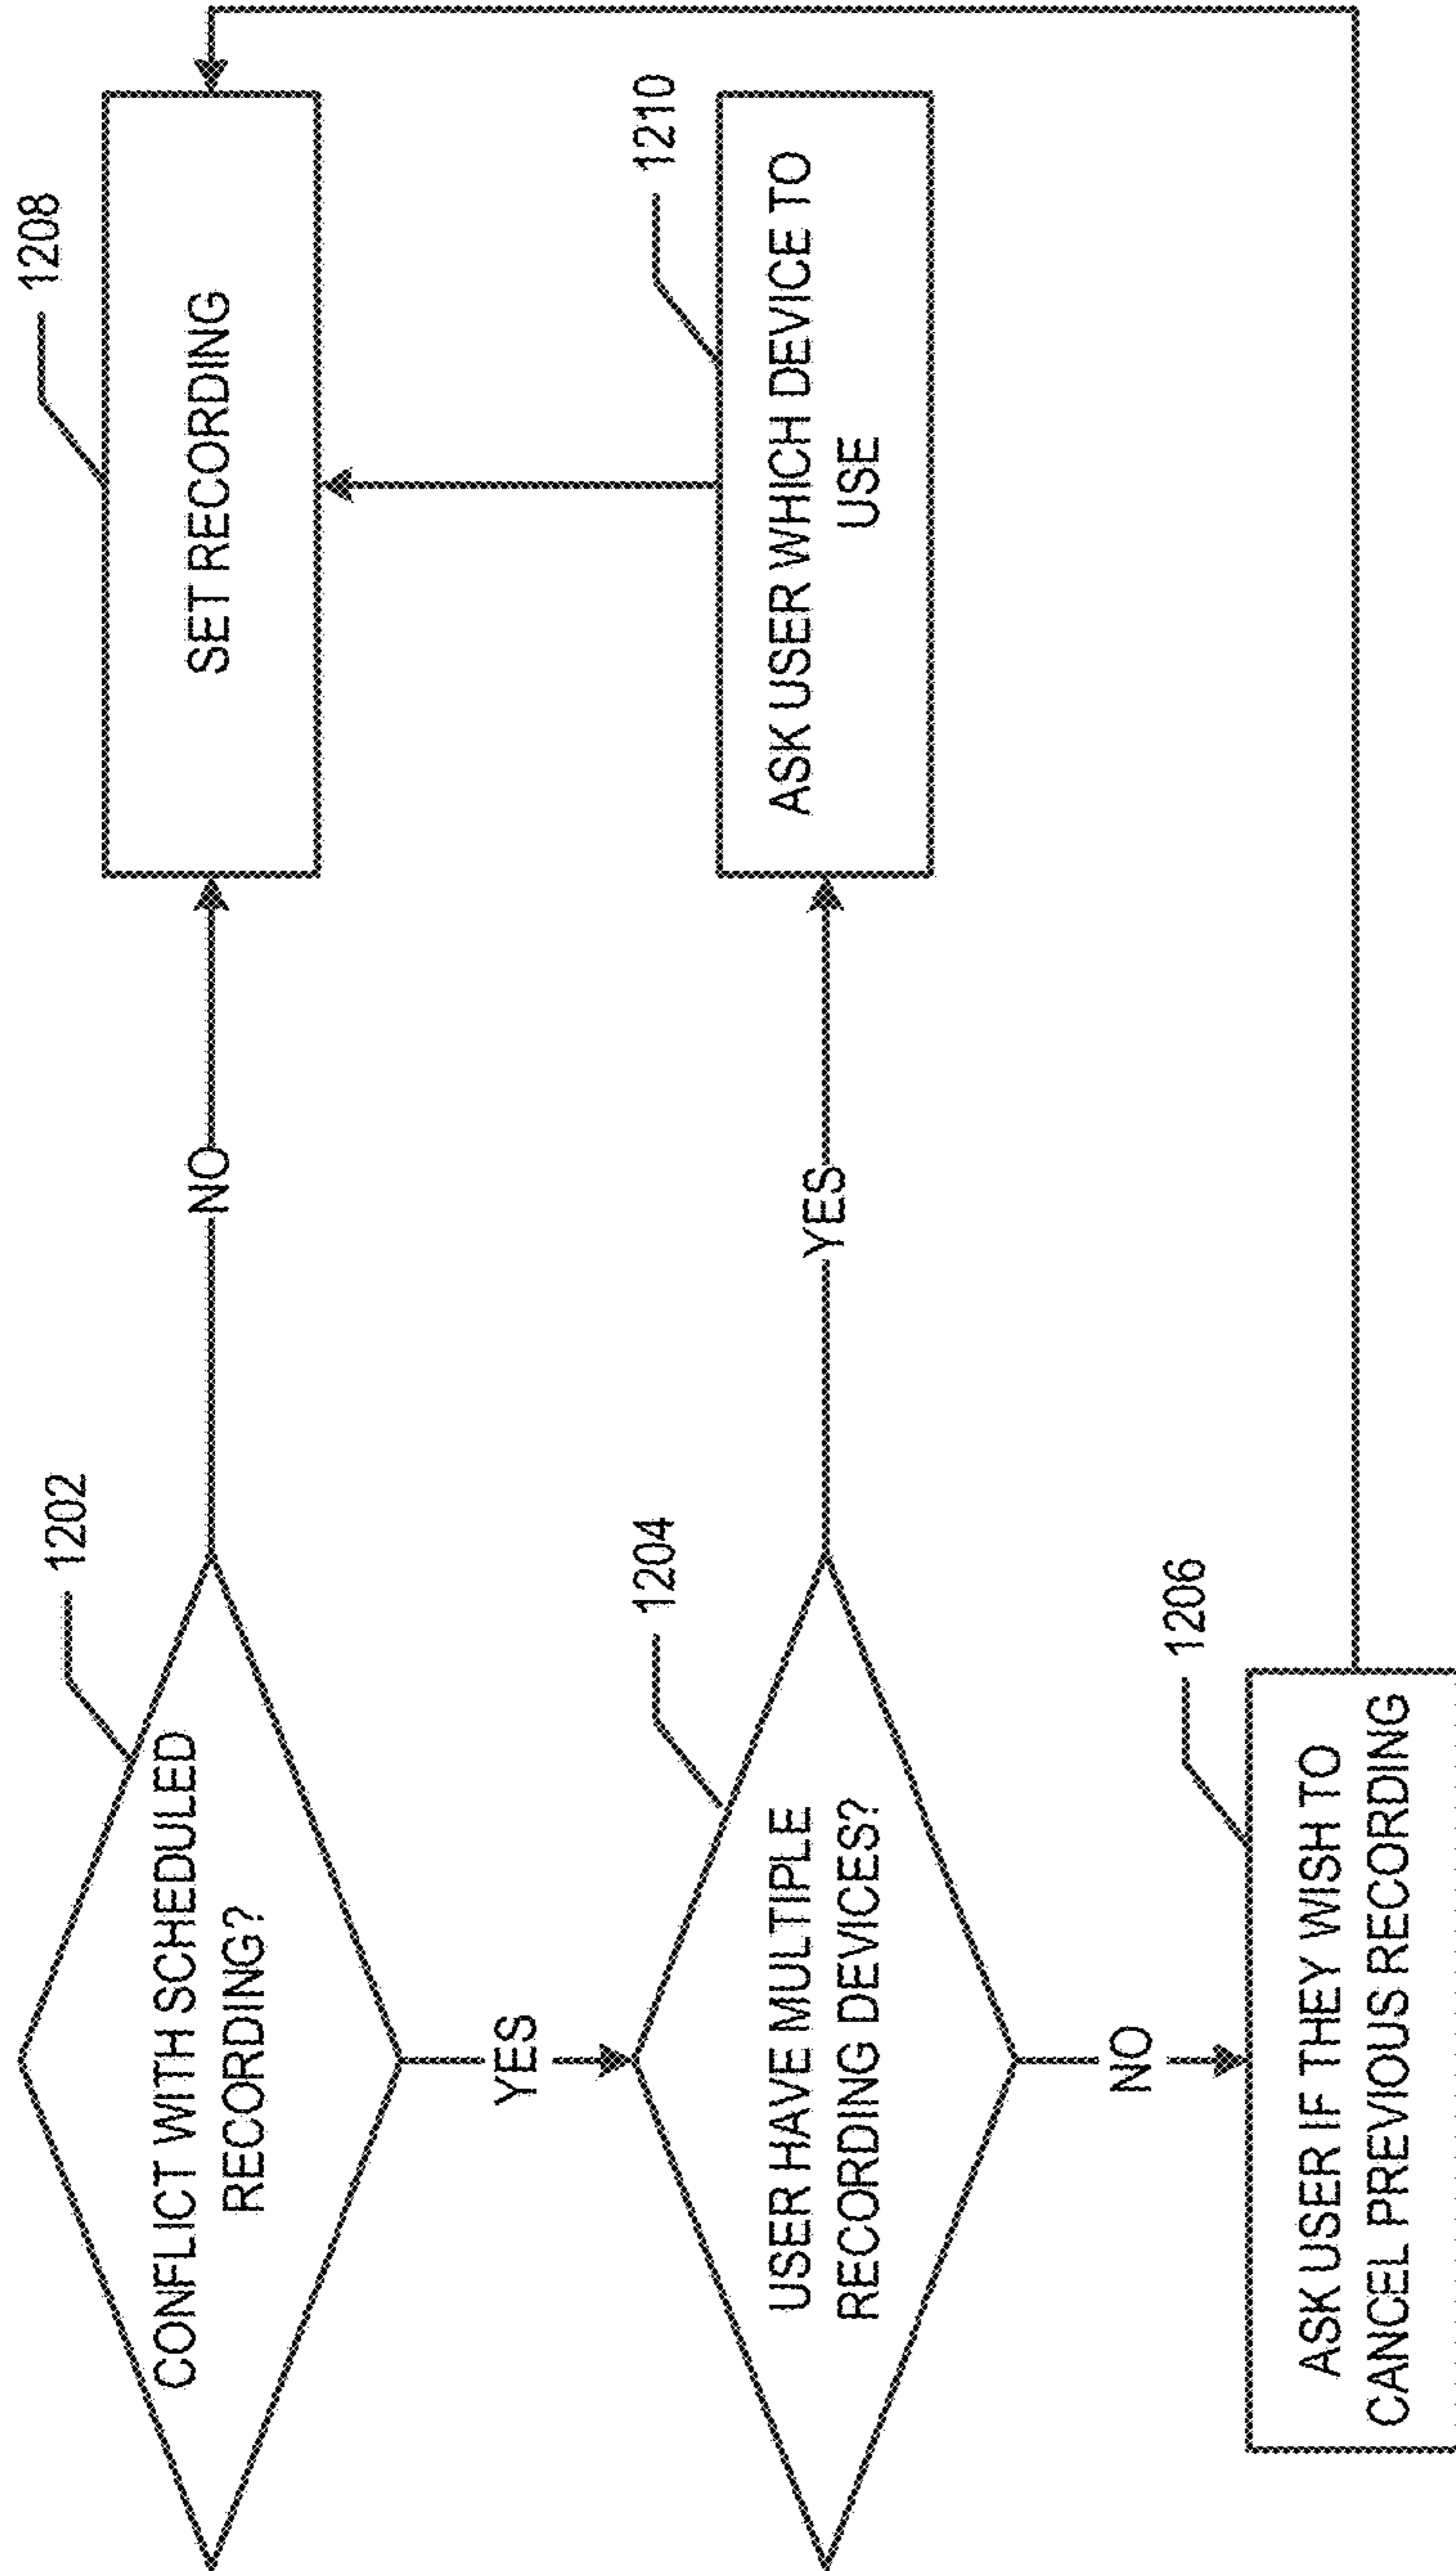 1202
CONFLICT WITH SCHEDULED
RECORDING?
NO
1208
SET RECORDING
YES
1204
USER HAVE MULTIPLE
RECORDING DEVICES?
YES
1210
ASK USER WHICH DEVICE TO
USE
NO
1206
ASK USER IF THEY WISH TO
CANCEL PREVIOUS RECORDING